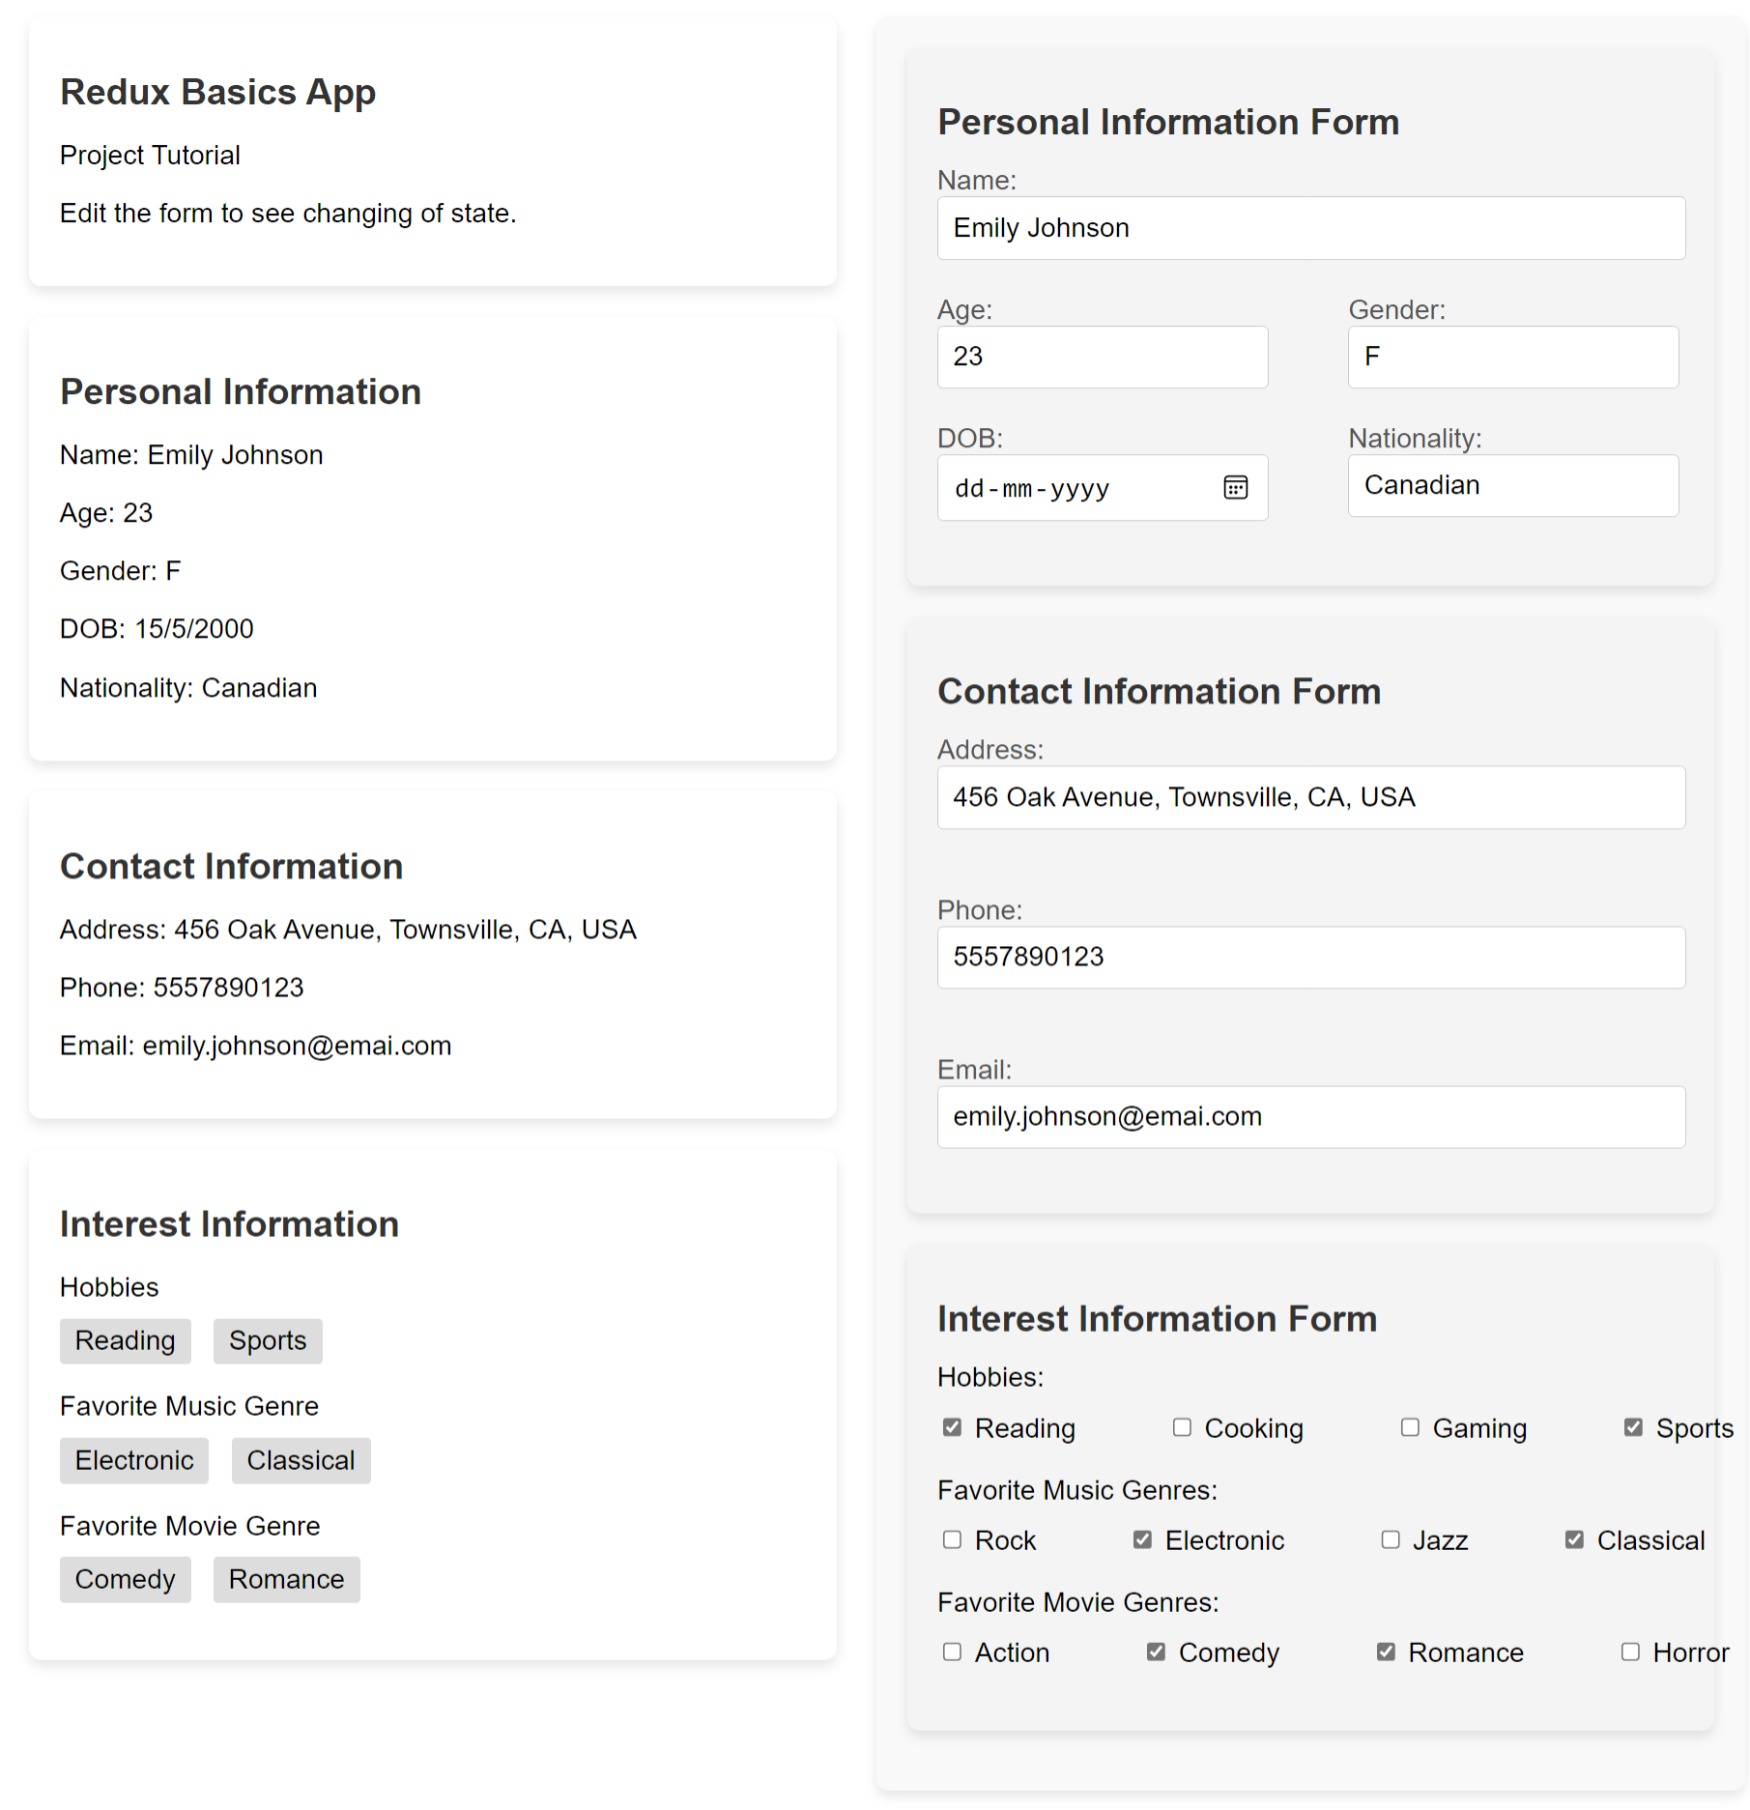 Redux Basics App
Project Tutorial
Edit the form to see changing of state.
Personal Information
Name: Emily Johnson
Age: 23
Gender: F
DOB: 15/5/2000
Nationality: Canadian
Contact Information
Address: 456 Oak Avenue, Townsville, CA, USA
Phone: 5557890123
Email: emily.johnson@emai.com
Interest Information
Hobbies
Reading Sports
Favorite Music Genre
Electronic Classical
Favorite Movie Genre
Comedy Romance
Personal Information Form
Name:
Emily Johnson
Age: Gender:
23 F
DOB: Nationality:
dd-mm-yyyy Canadian
Contact Information Form
Address:
456 Oak Avenue, Townsville, CA, USA
Phone:
5557890123
Email:
emily.johnson@emai.com
Interest Information Form
Hobbies:
Reading Cooking Gaming Sports
Favorite Music Genres:
Rock Electronic Jazz Classical
Favorite Movie Genres:
Action Comedy Romance Horror